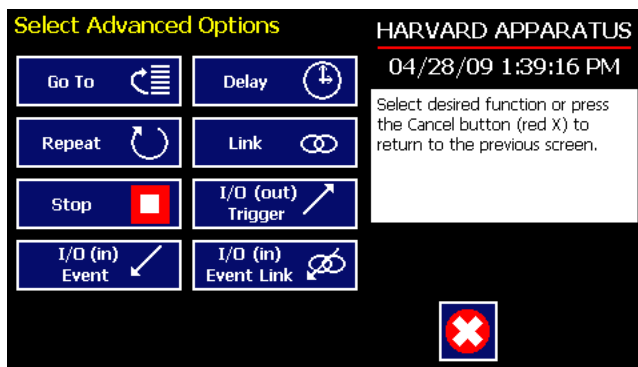 Select Advanced Options
HARVARD APPARATUS
04/28/09 1:39:16 PM
Select desired function or press
the Cancel button (red X) to
return to the previous screen.
Go To
Delay
Repeat
Link
Stop
I/O (out)
Trigger
I/O (in)
Event
I/O (in)
Event Link